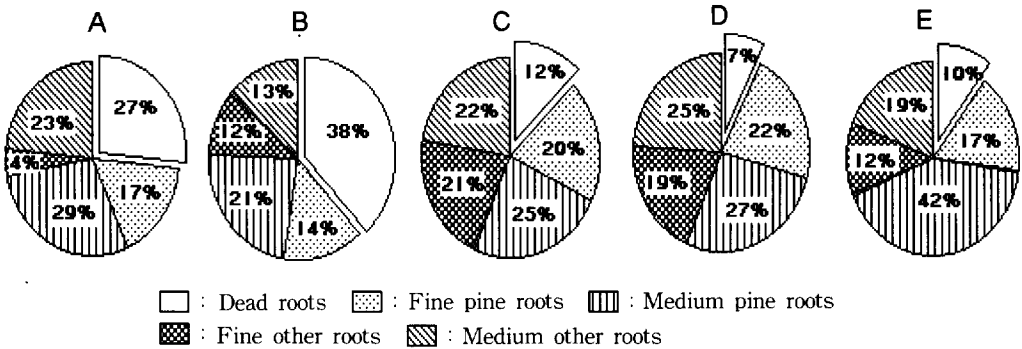 A B C D E
27% 17% 29% 4% 23%
38% 14% 21% 12% 13%
12% 20% 25% 21% 22%
7% 22% 27% 19% 25%
10% 17% 42% 12% 19%
: Dead roots : Fine pine roots : Medium pine roots
: Fine other roots : Medium other roots